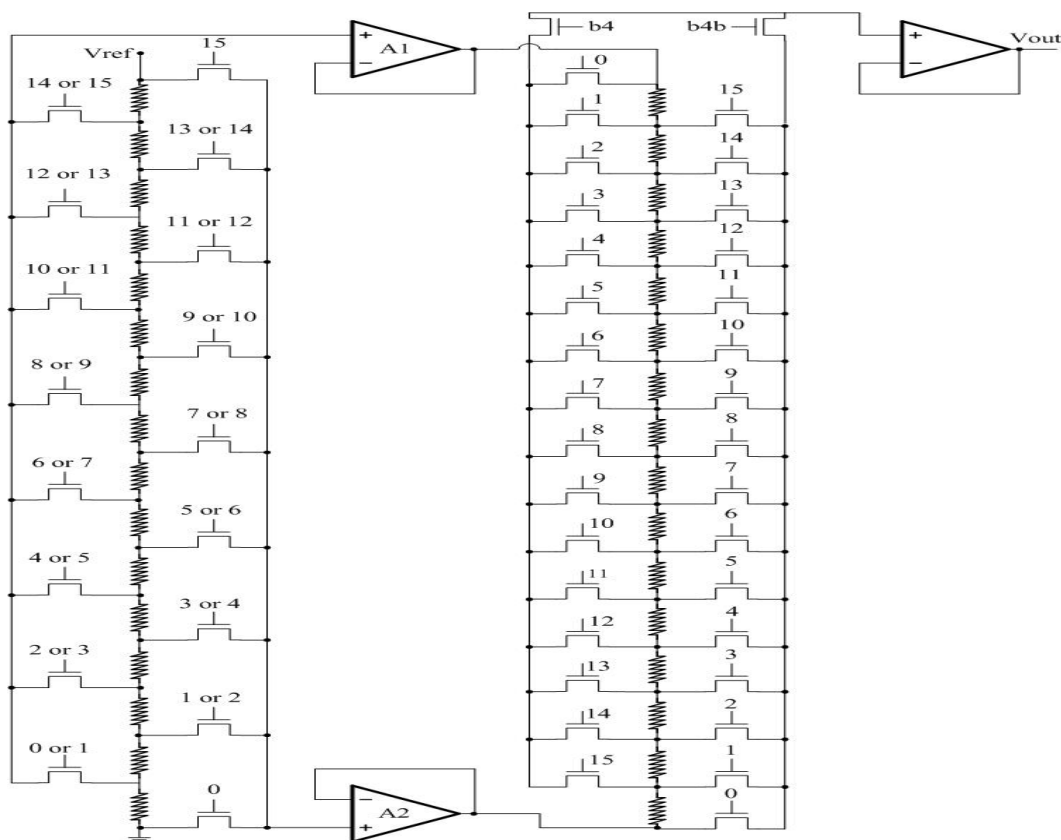 b4
b4b
Vout
A1
Vref
15
14 or 15
13 or 14
12 or 13
11 or 12
10 or 11
9 or 10
8 or 9
7 or 8
6 or 7
5 or 6
4 or 5
3 or 4
2 or 3
1 or 2
0 or 1
0
A2
0
1
2
3
4
5
6
7
8
9
10
11
12
13
14
15
15
14
13
12
11
10
9
8
7
6
5
4
3
2
1
0
+
-
+
-
-
+